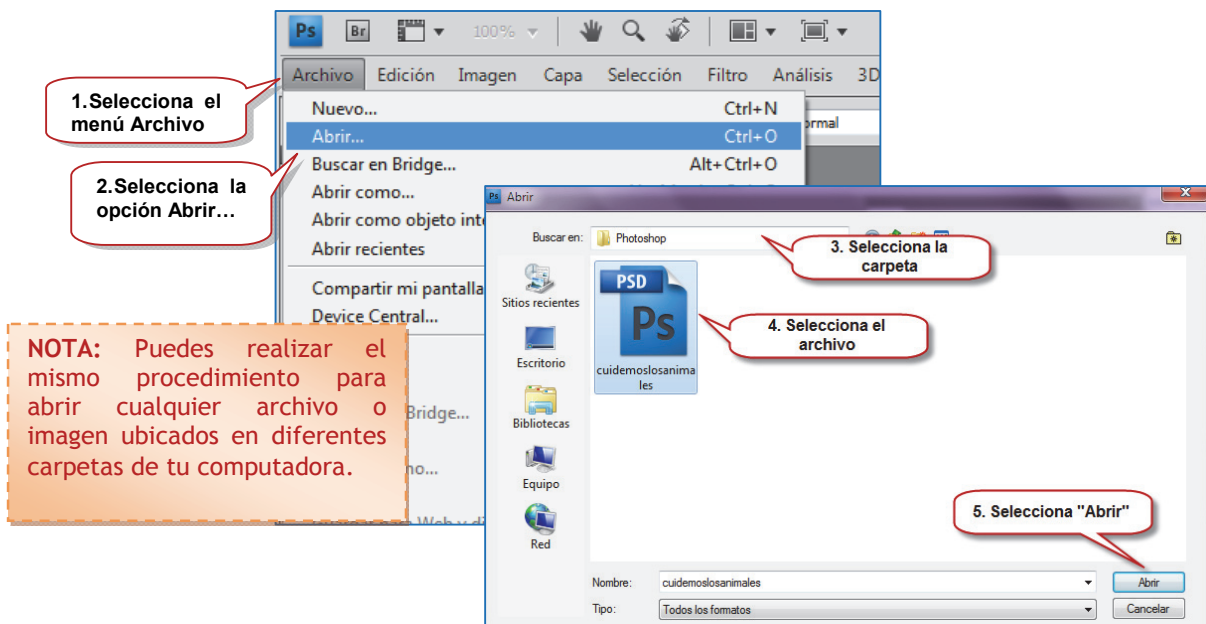 Ps Br 100%
Archivo Edición Imagen Capa Selección Filtro Análisis 3D
1.Selecciona el
menú Archivo
Nuevo... Ctrl+N
Abrir... Ctrl+O
Buscar en Bridge... Alt+Ctrl+O
Abrir como...
Abrir como objeto
Abrir recientes
Compartir mi pantalla
Device Central...
Bridge...
2.Selecciona la
opción Abrir...
NOTA: Puedes realizar el
mismo procedimiento para
abrir cualquier archivo o
imagen ubicados en diferentes
carpetas de tu computadora.
Ps Abrir
Buscar en: Photoshop
3. Selecciona la
carpeta
Sitios recientes
Escritorio
Bibliotecas
Equipo
Red
PSD
Ps
cuidemoslosanima
les
4. Selecciona el
archivo
5. Selecciona "Abrir"
Nombre: cuidemoslosanimales Abrir
Tipo: Todos los formatos Cancelar